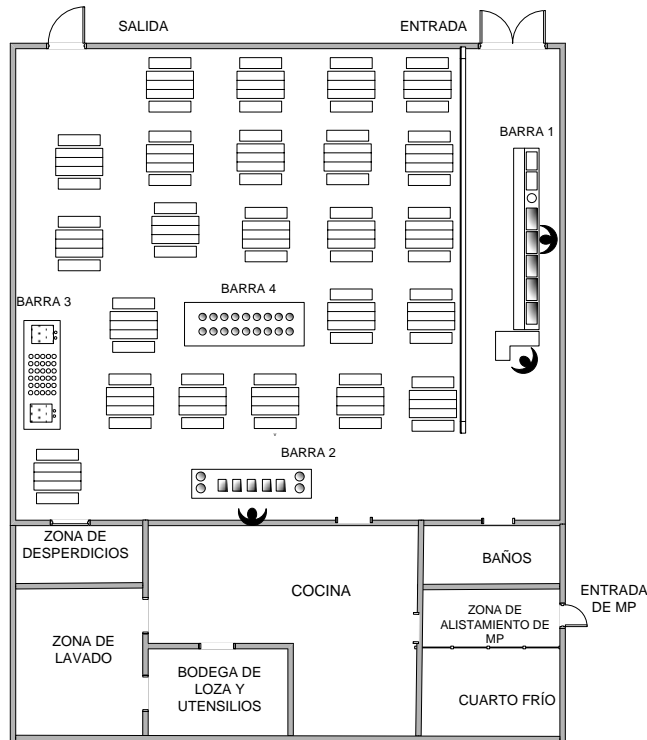 SALIDA
ENTRADA
BARRA 1
BARRA 4
BARRA 3
BARRA 2
ZONA DE
DESPERDICIOS
BAÑOS
COCINA
ENTRADA
DE MP
ZONA DE
ALISTAMIENTO DE
MP
ZONA DE
LAVADO
BODEGA DE
LOZA Y
UTENSILIOS
CUARTO FRÍO